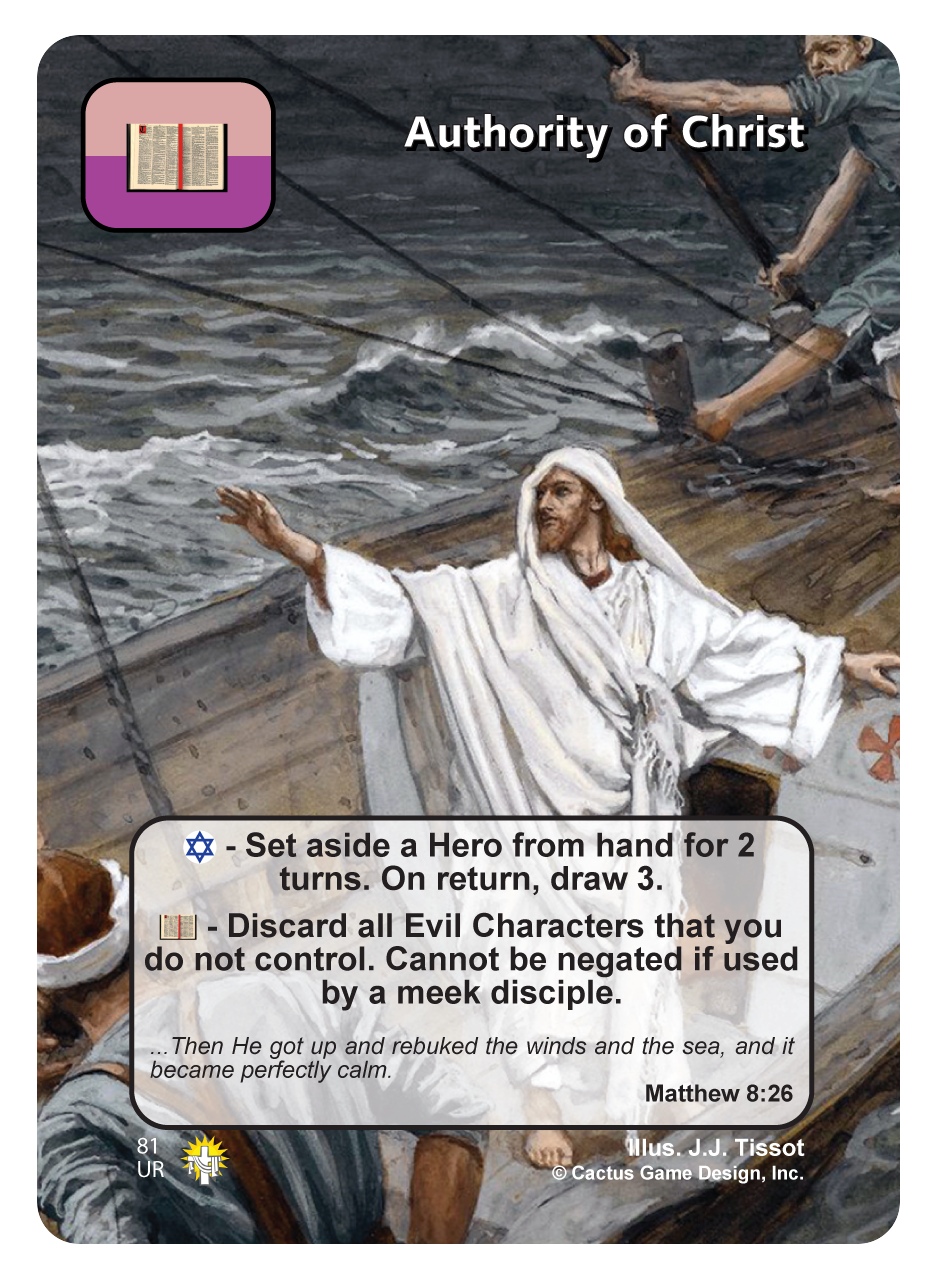 Authority of Christ
- Set aside a Hero from hand for 2
turns. On return, draw 3.
- Discard all Evil Characters that you
do not control. Cannot be negated if used
by a meek disciple.
...Then He got up and rebuked the winds and the sea, and it
became perfectly calm.
Matthew 8:26
81
UR
Illus. J.J. Tissot
© Cactus Game Design, Inc.